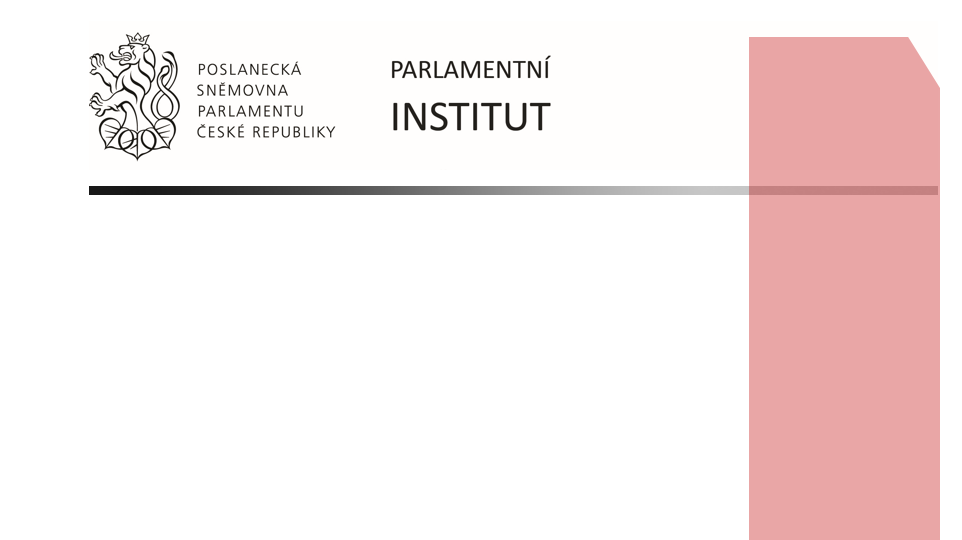 POSLANECKÁ
SNĚMOVNA
PARLAMENTU
ČESKÉ REPUBLIKY
PARLAMENTNÍ
INSTITUT